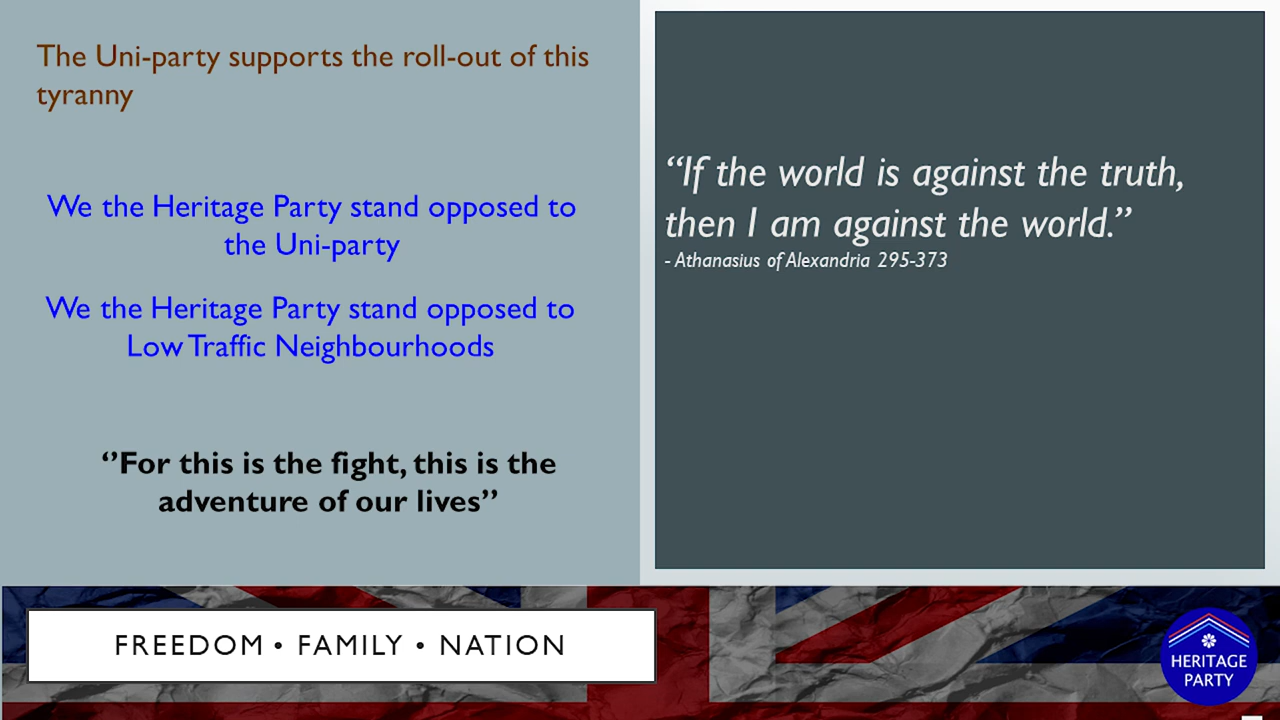 The Uni-party supports the roll-out of this
tyranny
We the Heritage Party stand opposed to
the Uni-party
We the Heritage Party stand opposed to
Low Traffic Neighbourhoods
‘’For this is the fight, this is the
adventure of our lives’’
“If the world is against the truth,
then I am against the world.”
- Athanasius of Alexandria 295-373
FREEDOM • FAMILY • NATION
HERITAGE
PARTY